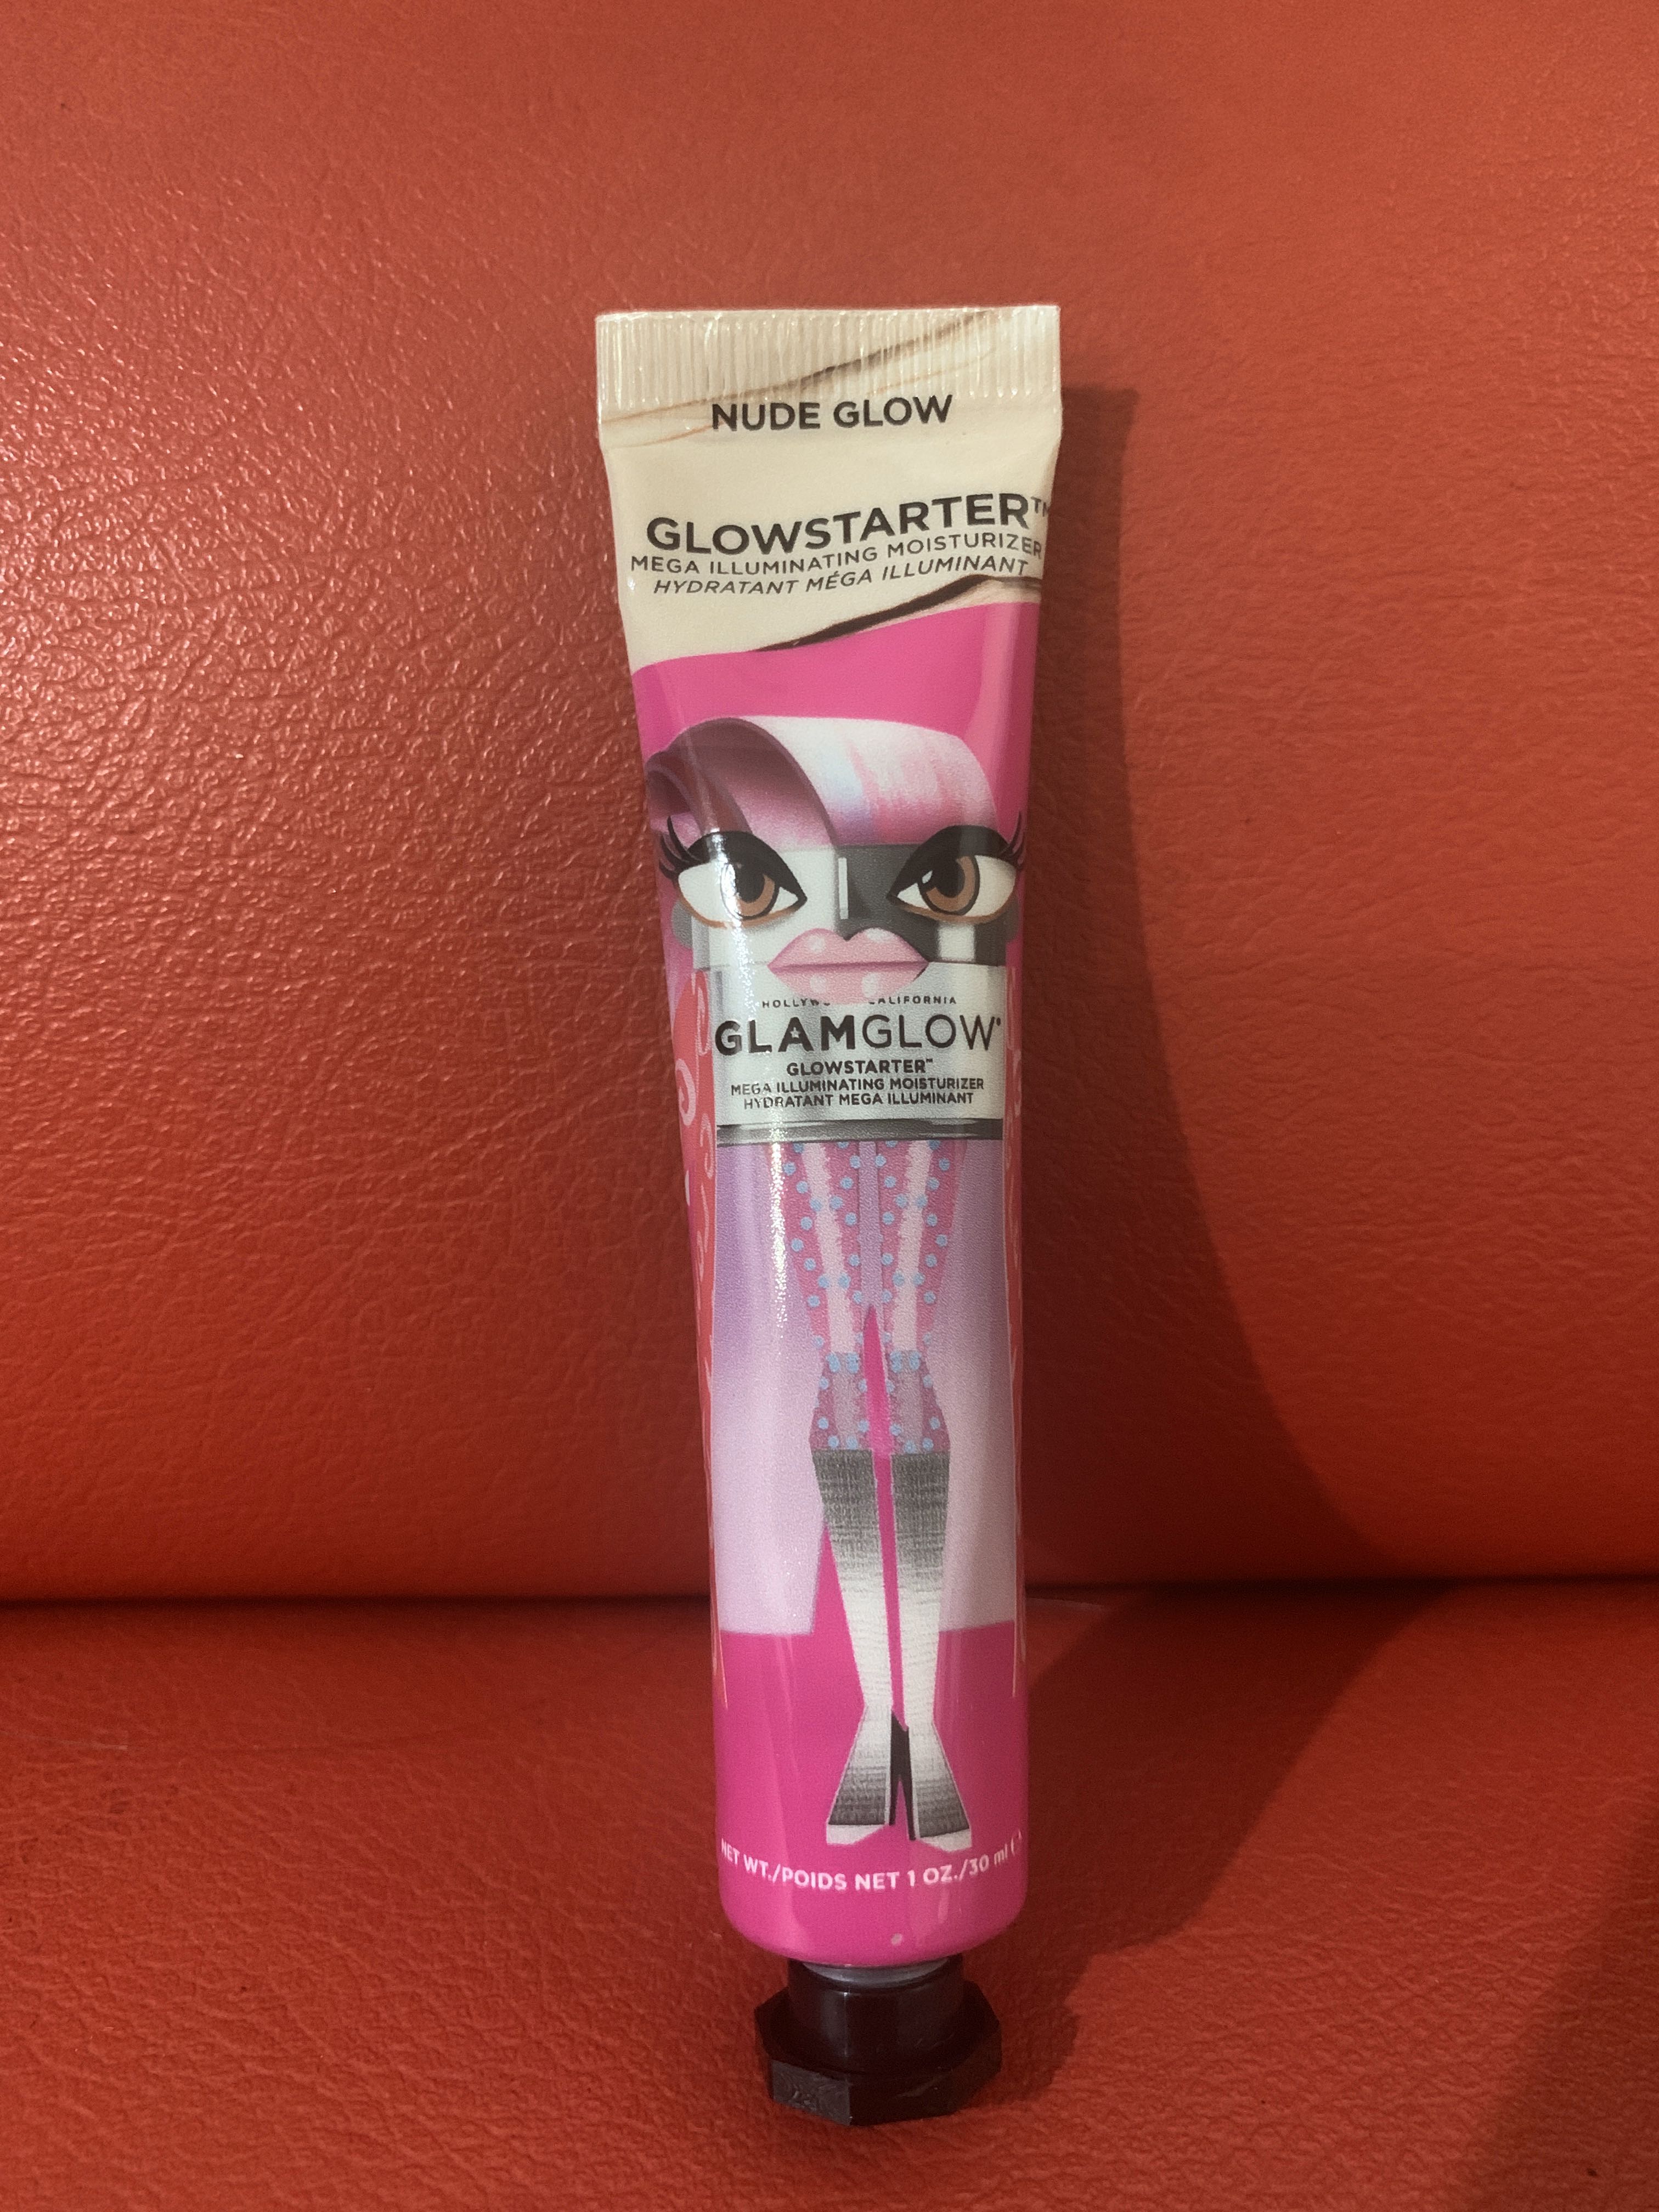 NUDE GLOW
GLOWSTARTER™
MEGA ILLUMINATING MOISTURIZER
HYDRATANT MÉGA ILLUMINANT
CALIFORNIA
GLAMGLOW
GLOWSTARTER™
MEGA ILLUMINATING MOISTURIZER
HYDRATANT MEGA ILLUMINANT
NET WT./POIDS NET 1 OZ./30 ml